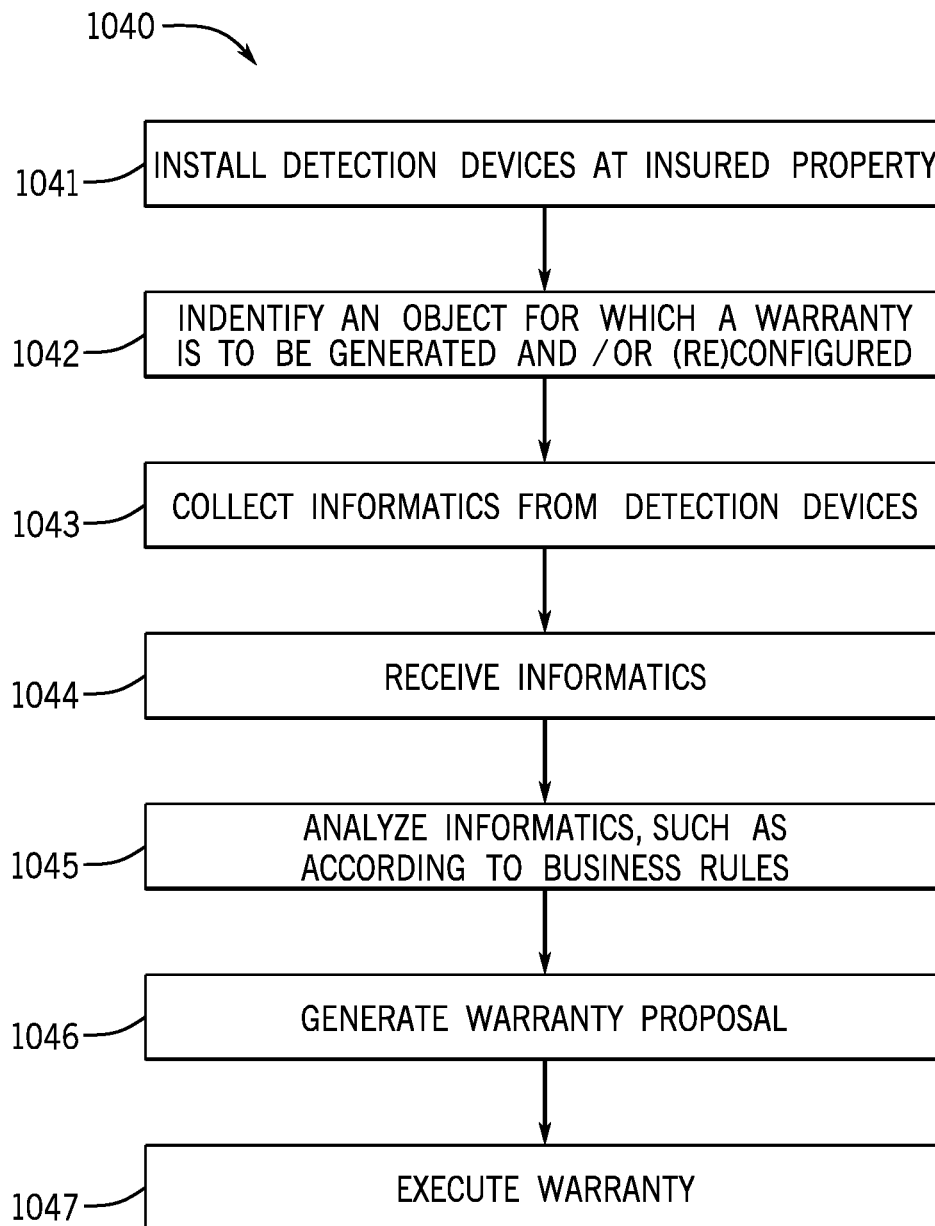 1040
1041
INSTALL DETECTION DEVICES AT INSURED PROPERTY
1042
INDENTIFY AN OBJECT FOR WHICH A WARRANTY
IS TO BE GENERATED AND /OR (RE)CONFIGURED
1043
COLLECT INFORMATICS FROM DETECTION DEVICES
1044
RECEIVE INFORMATICS
1045
ANALYZE INFORMATICS, SUCH AS
ACCORDING TO BUSINESS RULES
1046
GENERATE WARRANTY PROPOSAL
1047
EXECUTE WARRANTY